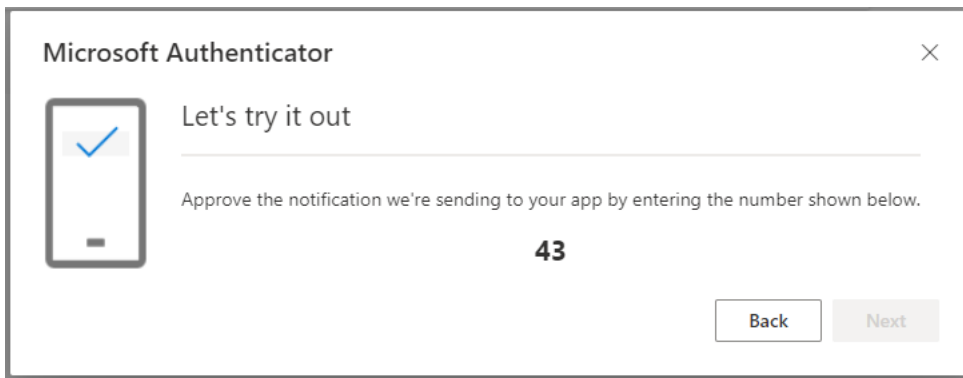 Microsoft Authenticator
Let's try it out
Approve the notification we're sending to your app by entering the number shown below.
43
Back
Next